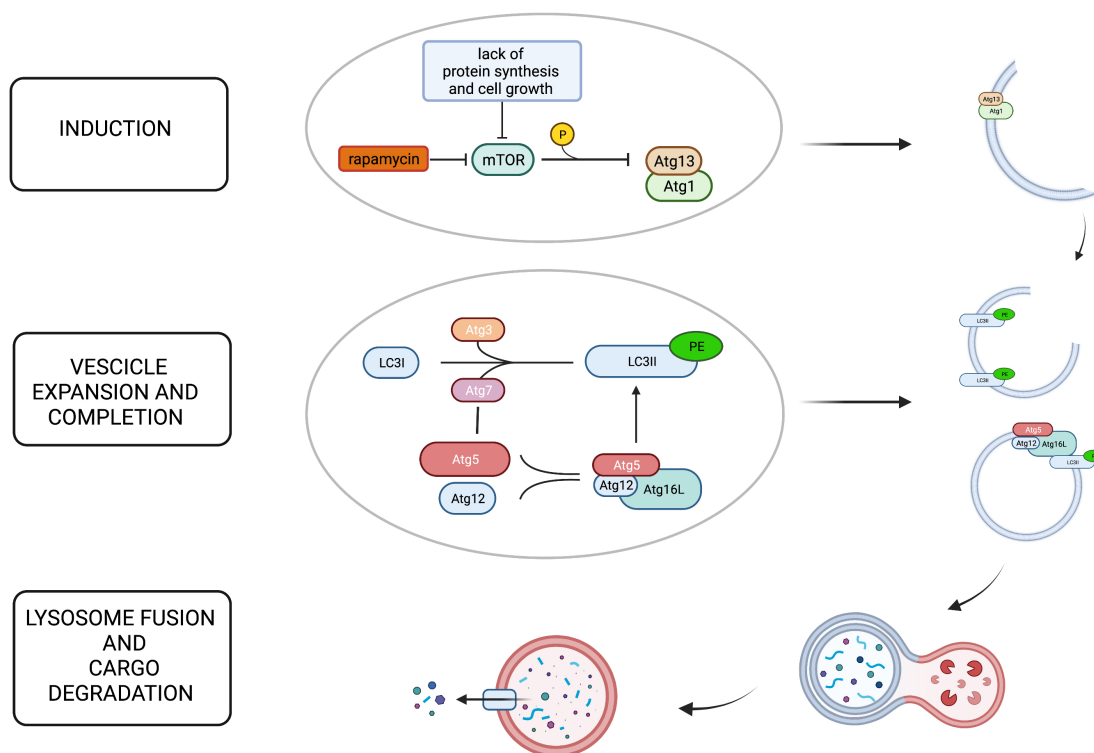 INDUCTION
lack of
protein synthesis
and cell growth
rapamycin
mTOR
P
Atg13
Atg1
Atg13
Atg1
VESCICLE
EXPANSION AND
COMPLETION
Atg3
LC3I
Atg7
LC3II
PE
Atg5
Atg12
Atg5
Atg12
Atg16L
LC3II
PE
LC3II
PE
Atg5
Atg12
Atg16L
LC3II
LYSOSOME FUSION
AND
CARGO
DEGRADATION